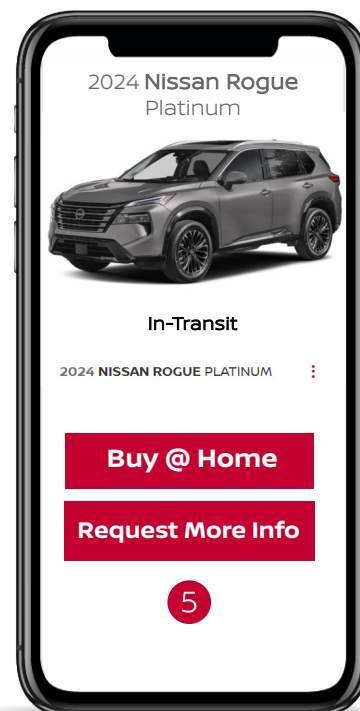 2024 Nissan Rogue
Platinum
In-Transit
2024 NISSAN ROGUE PLATINUM
Buy @ Home
Request More Info
5